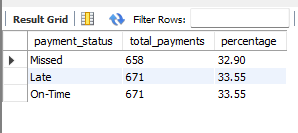 Result Grid Filter Rows:
payment_status total_payments percentage
Missed 658 32.90
Late 671 33.55
On-Time 671 33.55